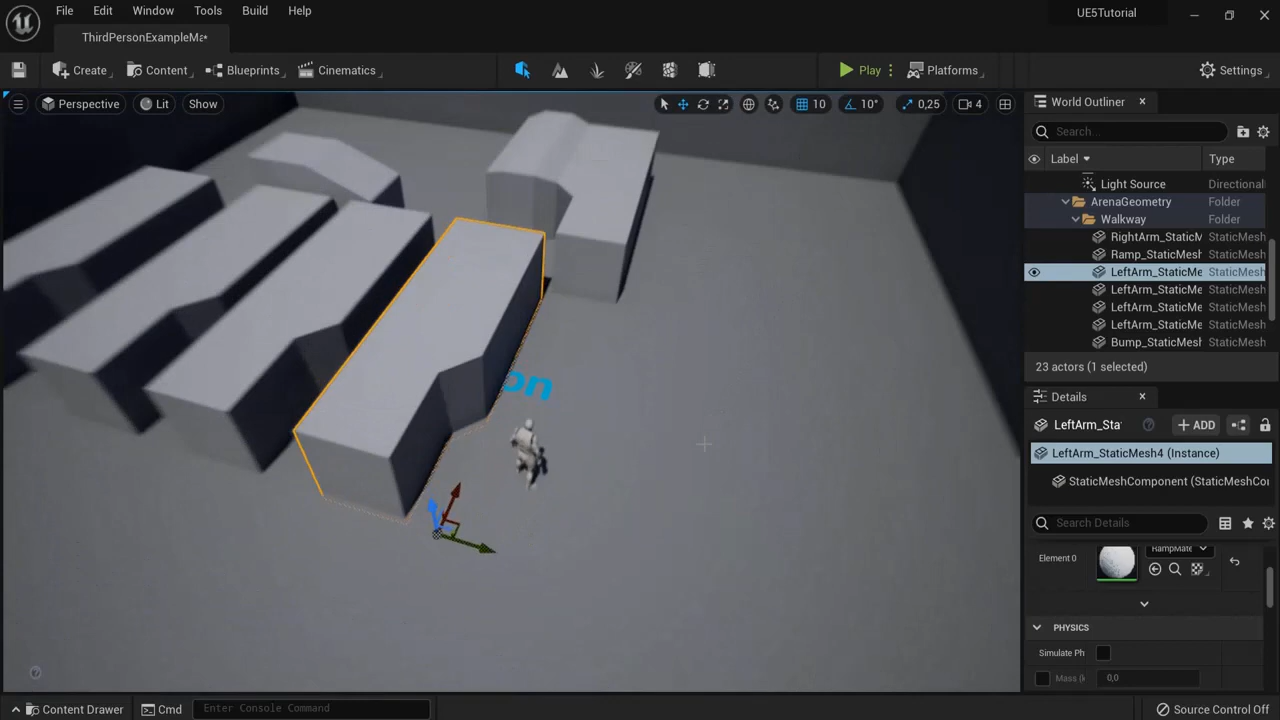 File Edit Window Tools Build Help
UE5Tutorial
ThirdPersonExampleMa•
Create Content Blueprints Cinematics Play Platforms Settings
Perspective Lit Show 10 10° 0,25 4
World Outliner
Search...
Label Type
Light Source Directional
ArenaGeometry Folder
Walkway Folder
RightArm_StaticM StaticMesh
Ramp_StaticMesh StaticMesh
LeftArm_StaticMe StaticMesh
LeftArm_StaticMe StaticMesh
LeftArm_StaticMe StaticMesh
LeftArm_StaticMe StaticMesh
Bump_StaticMesh StaticMesh
23 actors (1 selected)
Details
LeftArm_Sta ADD
LeftArm_StaticMesh4 (Instance)
StaticMeshComponent (StaticMeshCor
Search Details
Element 0 RampMate
PHYSICS
Simulate Ph
Mass (k 0,0
on
Content Drawer Cmd Enter Console Command Source Control Off